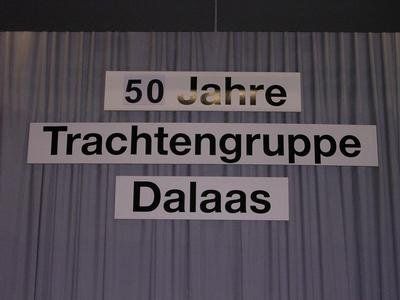 50 Jahre
Trachtengruppe
Dalaas